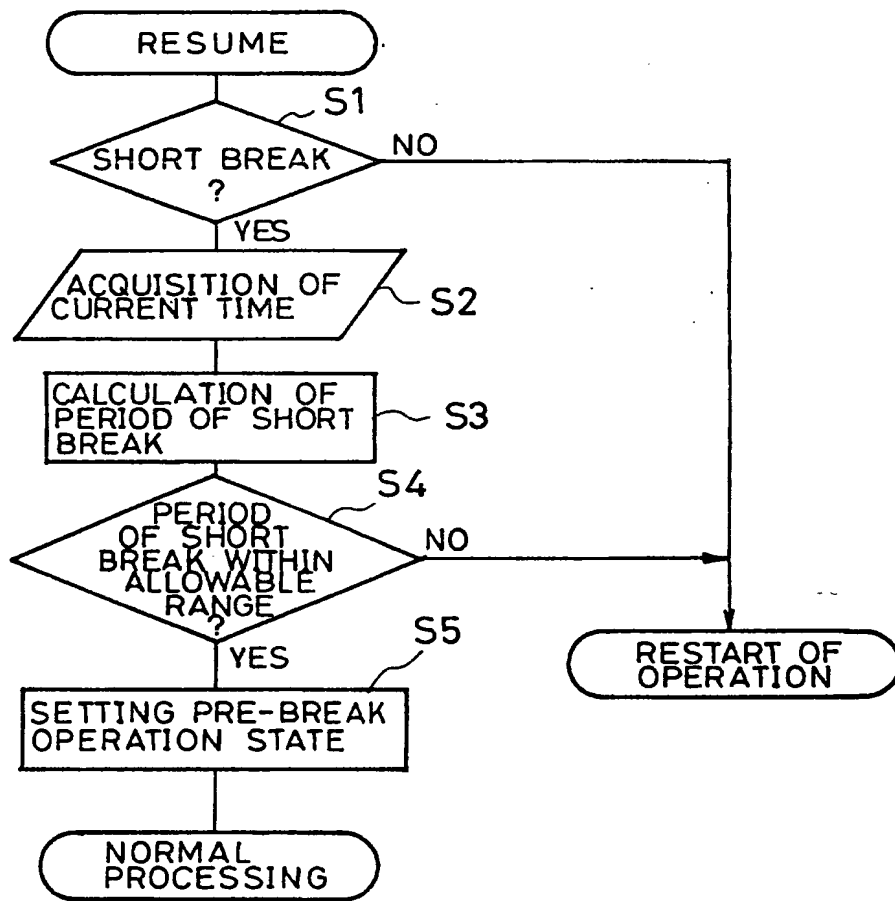 RESUME
S1
SHORT BREAK
?
NO
YES
ACQUISITION OF
CURRENT TIME
S2
CALCULATION OF
PERIOD OF SHORT
BREAK
S3
S4
PERIOD
OF SHORT
BREAK WITHIN
ALLOWABLE
RANGE
?
NO
YES
S5
SETTING PRE-BREAK
OPERATION STATE
RESTART OF
OPERATION
NORMAL
PROCESSING